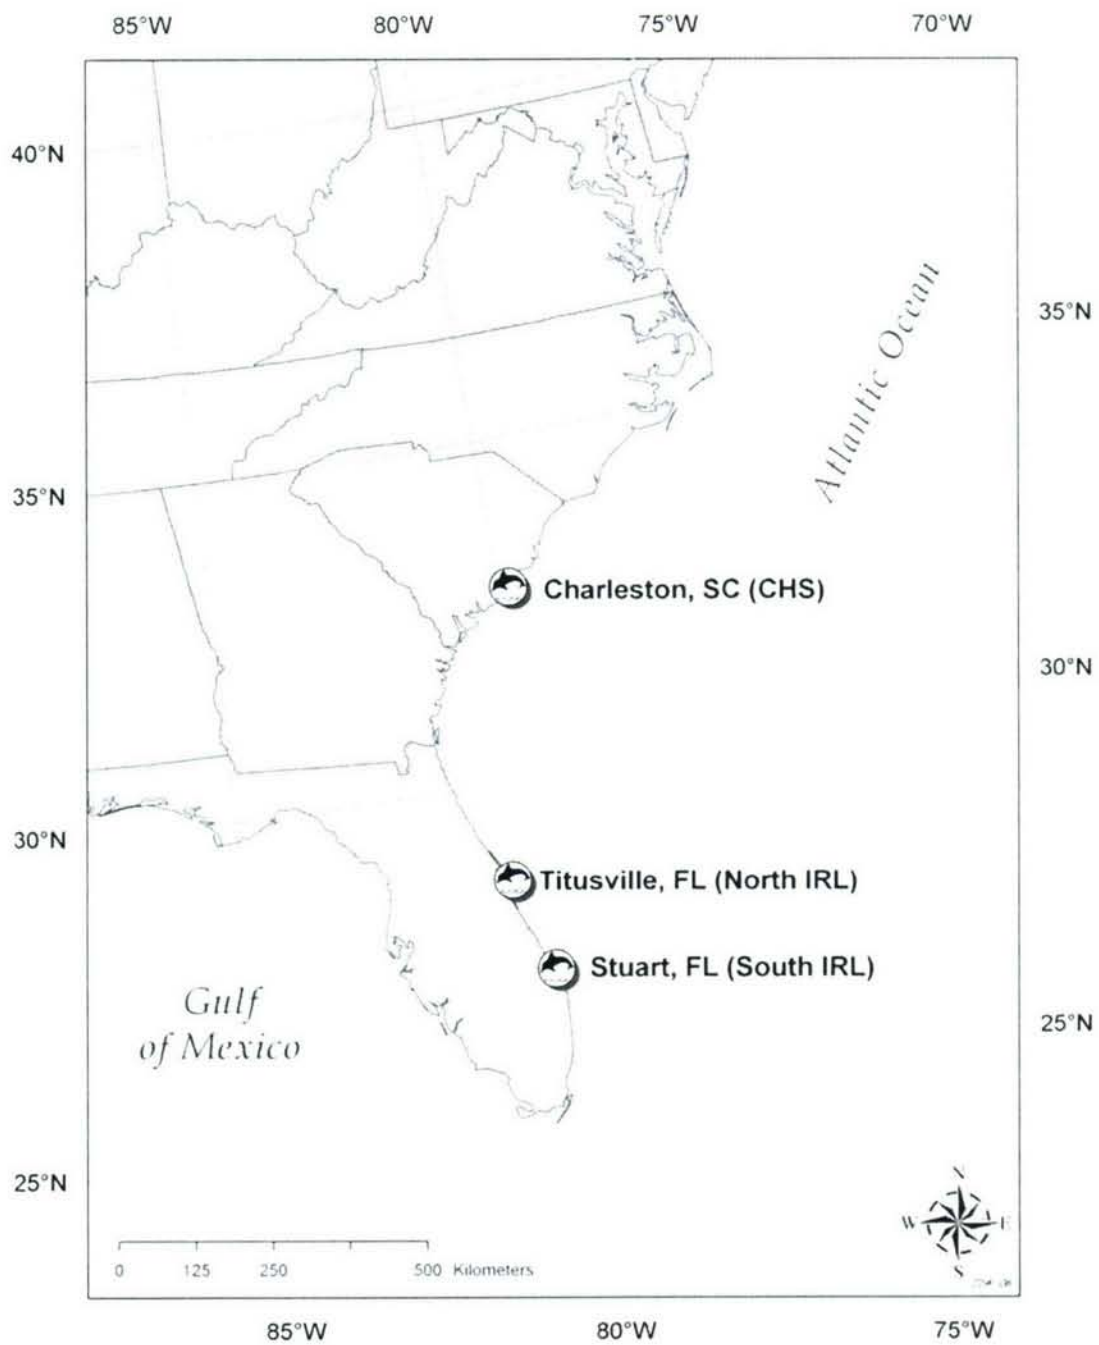 85°W 80°W 75°W 70°W
40°N
35°N
Atlantic Ocean
35°N
Charleston, SC (CHS)
30°N
30°N
Titusville, FL (North IRL)
Stuart, FL (South IRL)
Gulf
of Mexico
25°N
25°N
N
W E
S
0 125 250 500 Kilometers
85°W 80°W 75°W